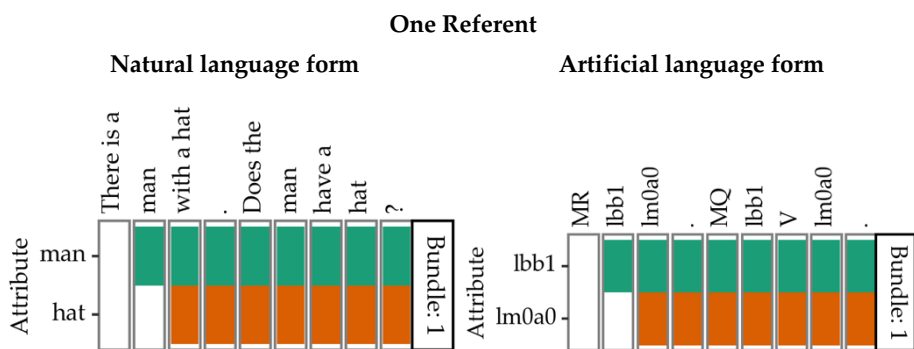 One Referent
Natural language form
Artificial language form
There is a
man
with a hat
.
Does the
man
have a
hat
?
Attribute
man
hat
Bundle: 1
MR
lbb1
lm0a0
.
MQ
lbb1
V
lm0a0
.
Attribute
lbb1
lm0a0
Bundle: 1